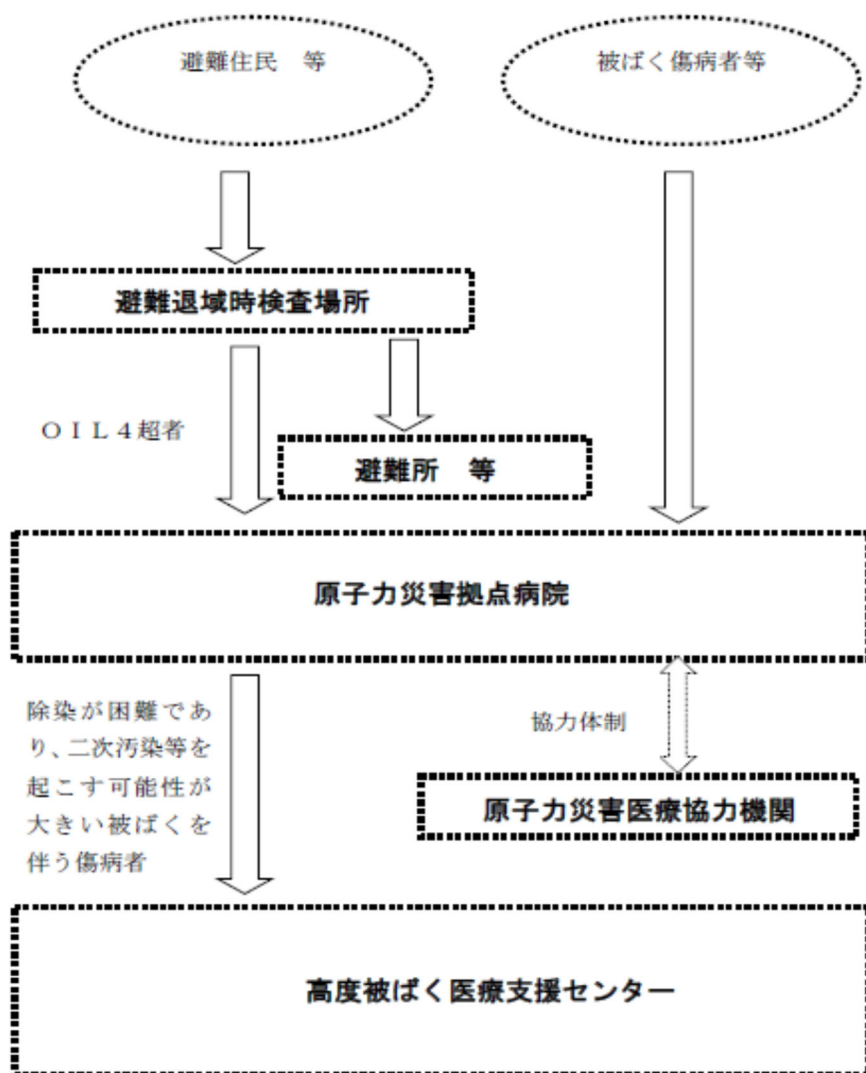 避難住民　等
被ばく傷病者等
避難退域時検査場所
ＯＩＬ４超者
避難所　等
原子力災害拠点病院
除染が困難であ
り、二次汚染等を
起こす可能性が
大きい被ばくを
伴う傷病者
協力体制
原子力災害医療協力機関
高度被ばく医療支援センター